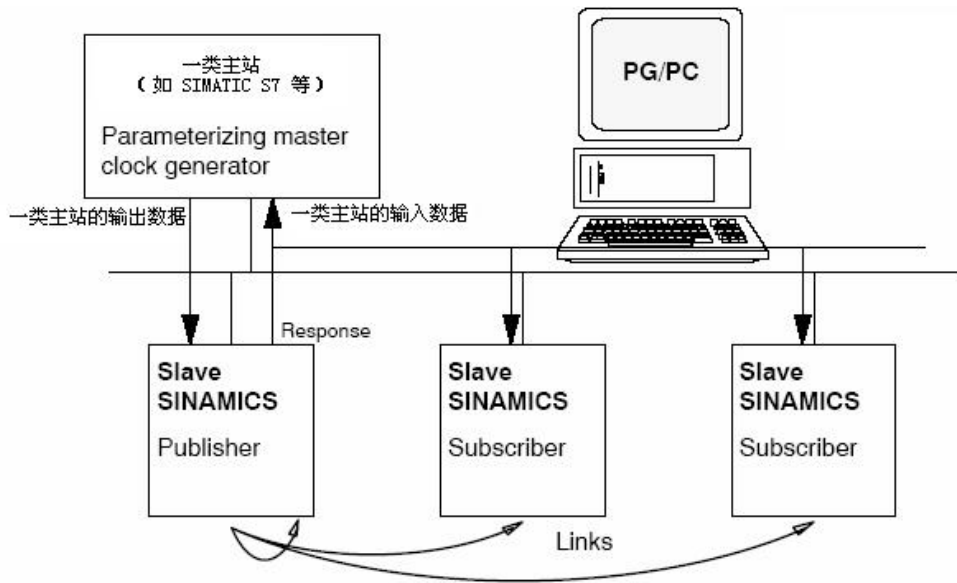 一类主站
（如 SIMATIC S7 等）
Parameterizing master
clock generator
PG/PC
一类主站的输出数据
一类主站的输入数据
Response
Slave
SINAMICS
Publisher
Slave
SINAMICS
Subscriber
Slave
SINAMICS
Subscriber
Links